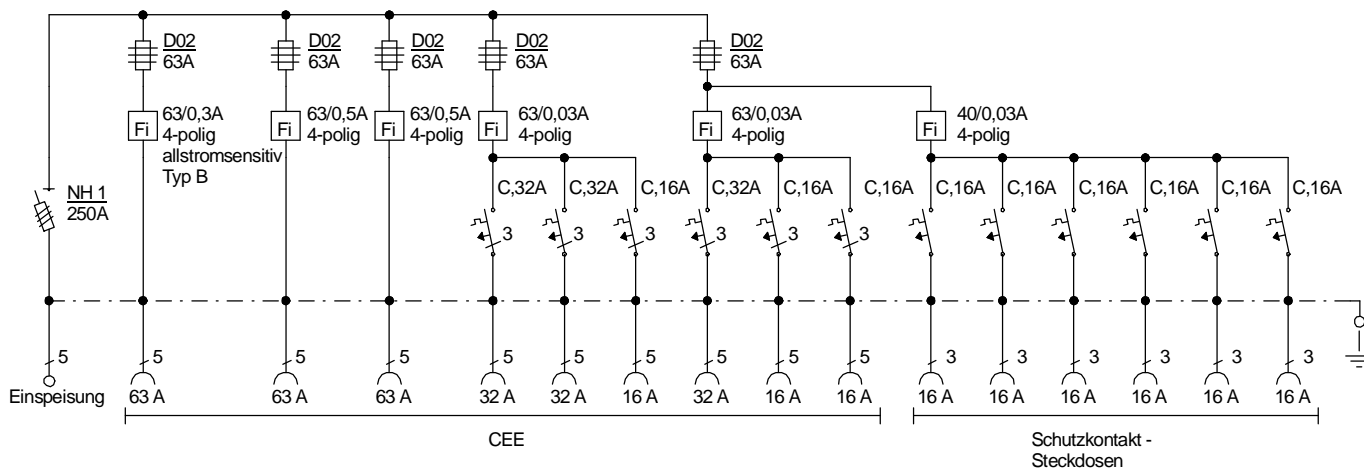 D02
63A
D02
63A
D02
63A
D02
63A
D02
63A
Fi
63/0,3A
4-polig
allstromsensitiv
Typ B
Fi
63/0,5A
4-polig
Fi
63/0,5A
4-polig
Fi
63/0,03A
4-polig
Fi
63/0,03A
4-polig
Fi
40/0,03A
4-polig
NH 1
250A
C,32A
C,32A
C,16A
C,32A
C,16A
C,16A
C,16A
C,16A
C,16A
C,16A
C,16A
C,16A
3
3
3
3
3
3
5
5
5
5
5
5
5
5
5
5
3
3
3
3
3
3
Einspeisung
63 A
63 A
63 A
32 A
32 A
16 A
32 A
16 A
16 A
16 A
16 A
16 A
16 A
16 A
16 A
CEE
Schutzkontakt -
Steckdosen